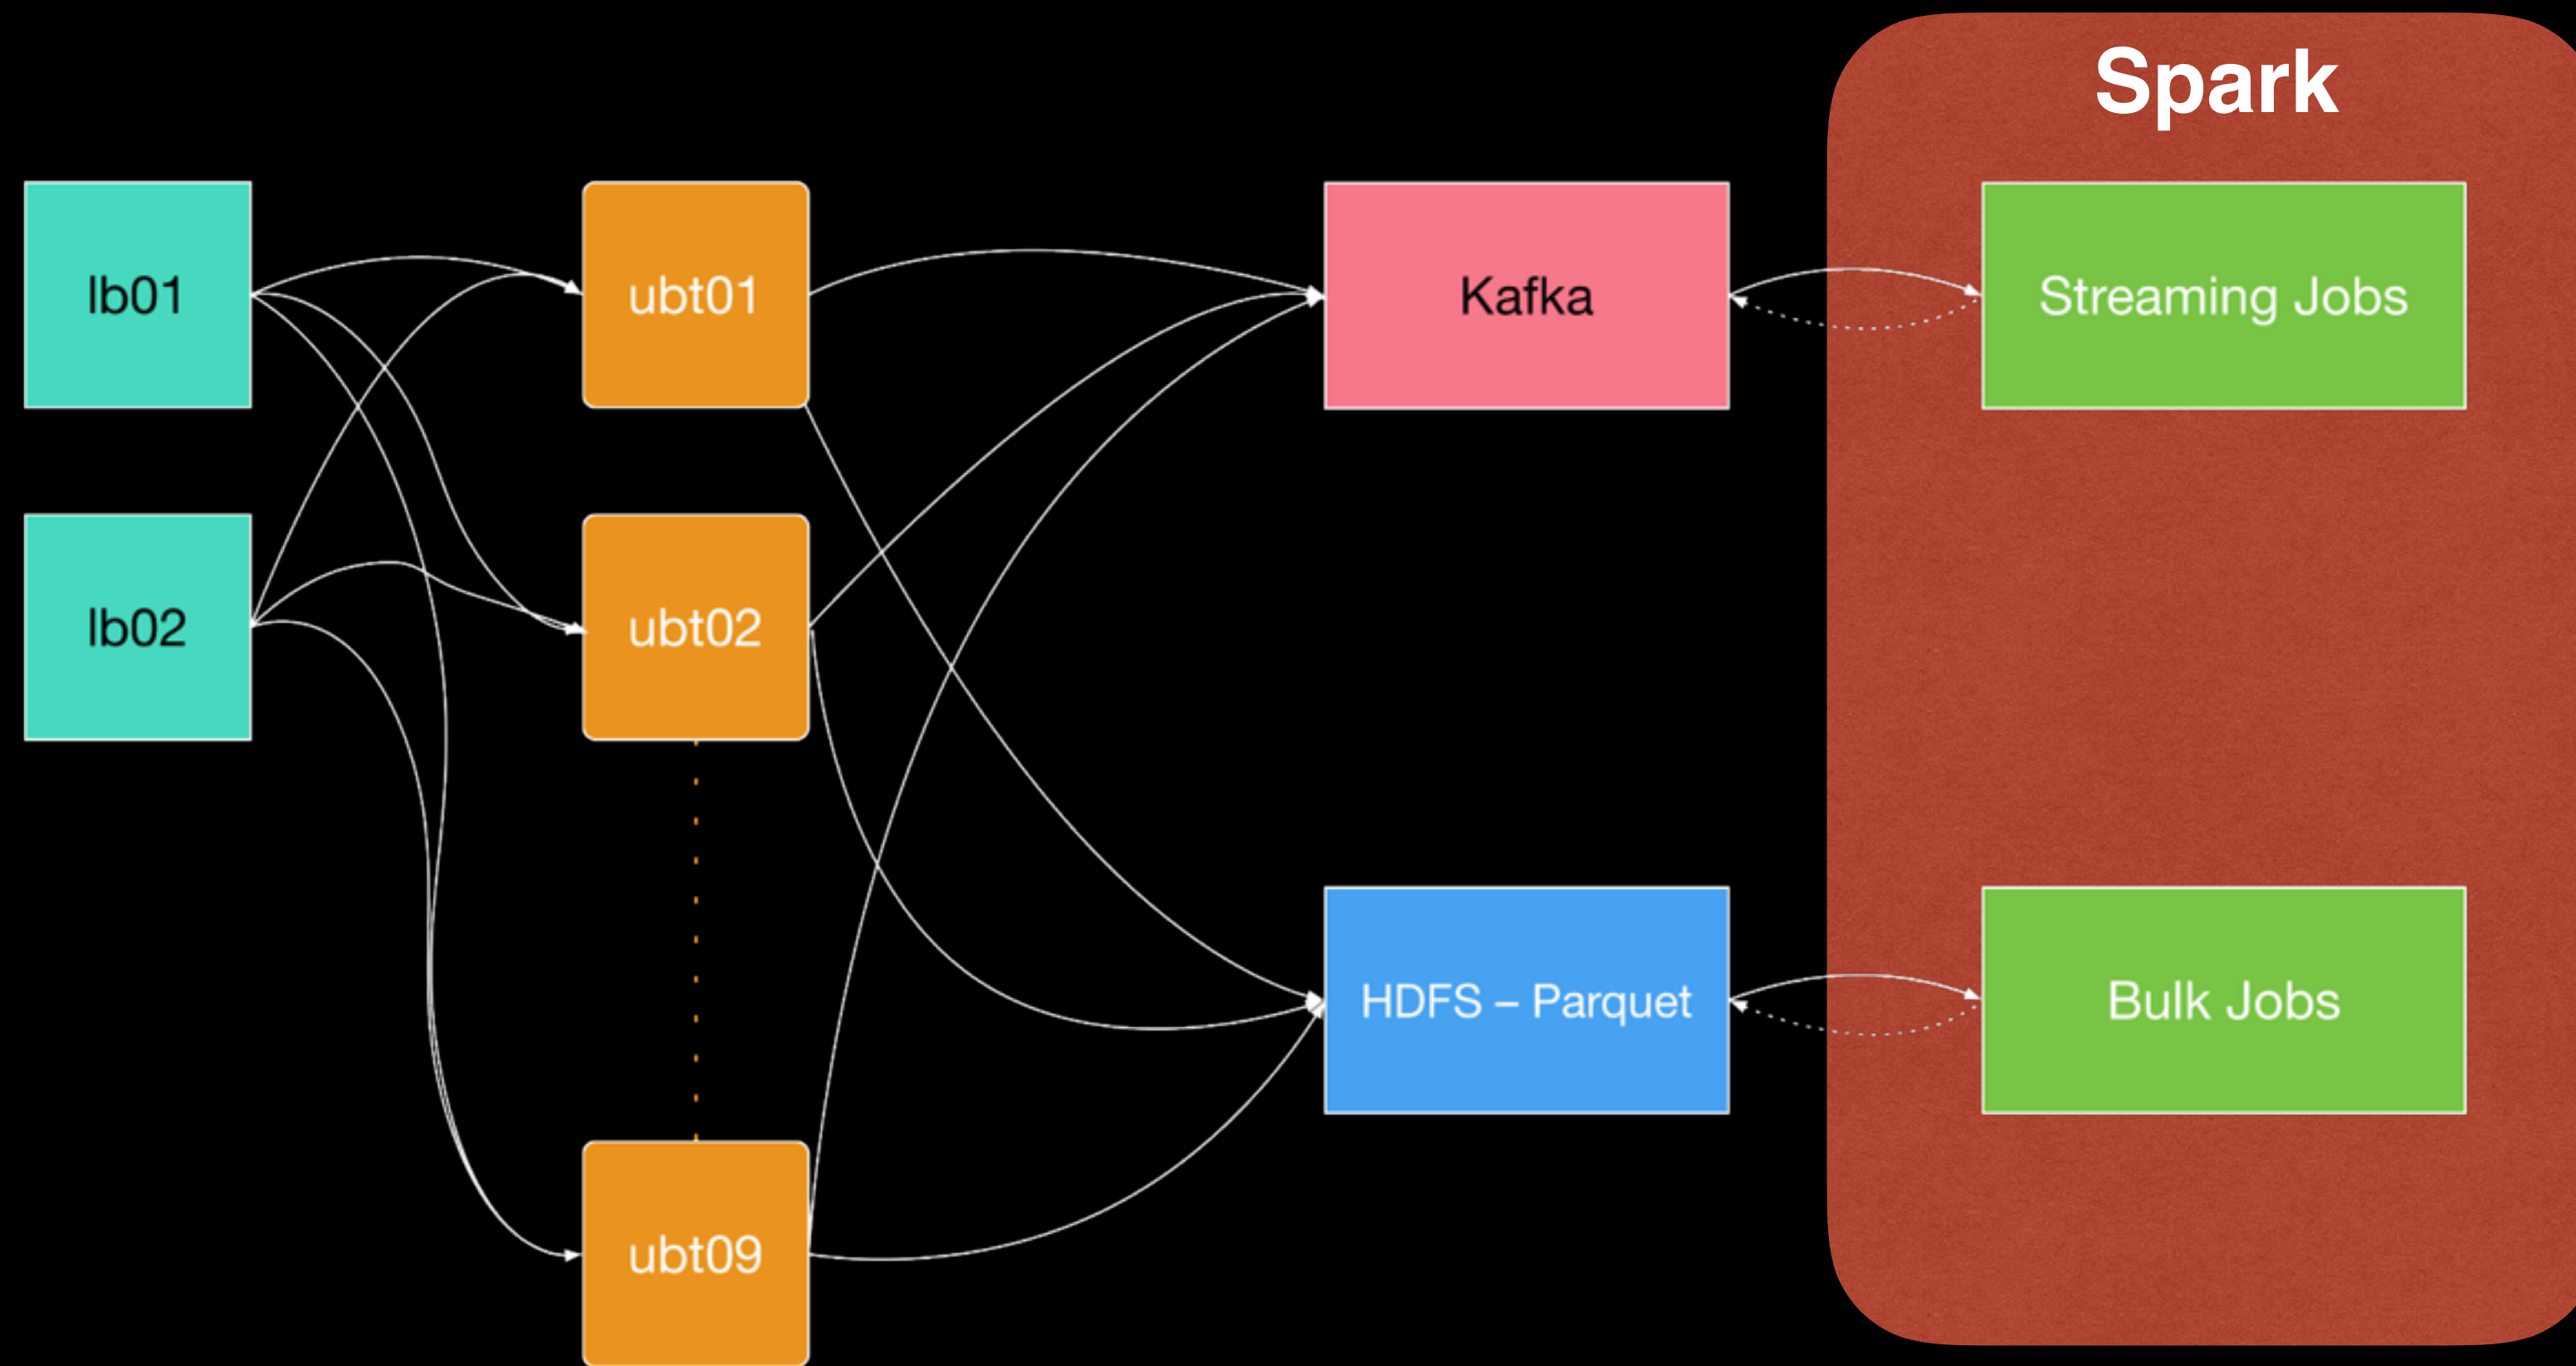 Spark
lb01
ubt01
Kafka
Streaming Jobs
lb02
ubt02
HDFS – Parquet
Bulk Jobs
ubt09